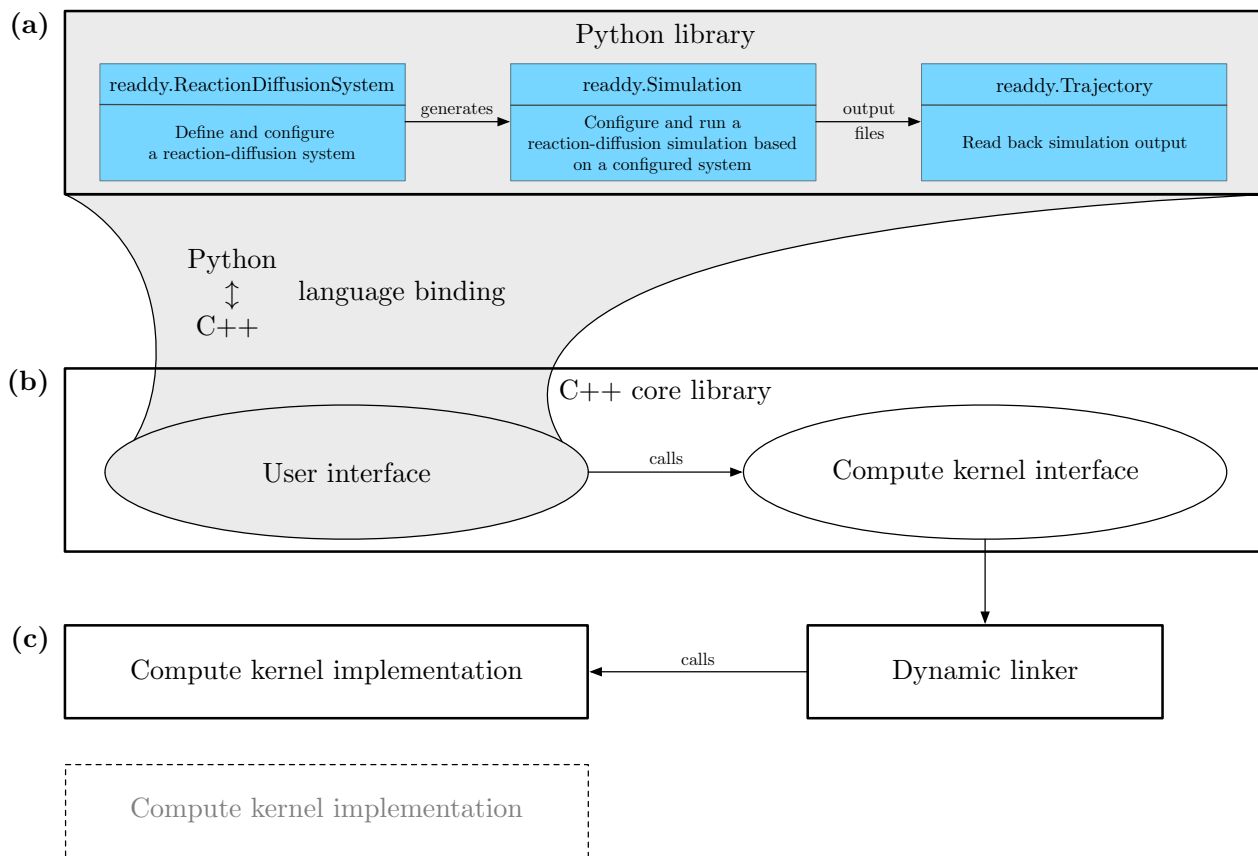 (a)
Python library
readdy.ReactionDiffusionSystem
Define and configure
a reaction-diffusion system
generates
readdy.Simulation
Configure and run a
reaction-diffusion simulation based
on a configured system
output
files
readdy.Trajectory
Read back simulation output
Python
↕
C++
language binding
(b)
C++ core library
User interface
calls
Compute kernel interface
(c)
Compute kernel implementation
calls
Dynamic linker
Compute kernel implementation